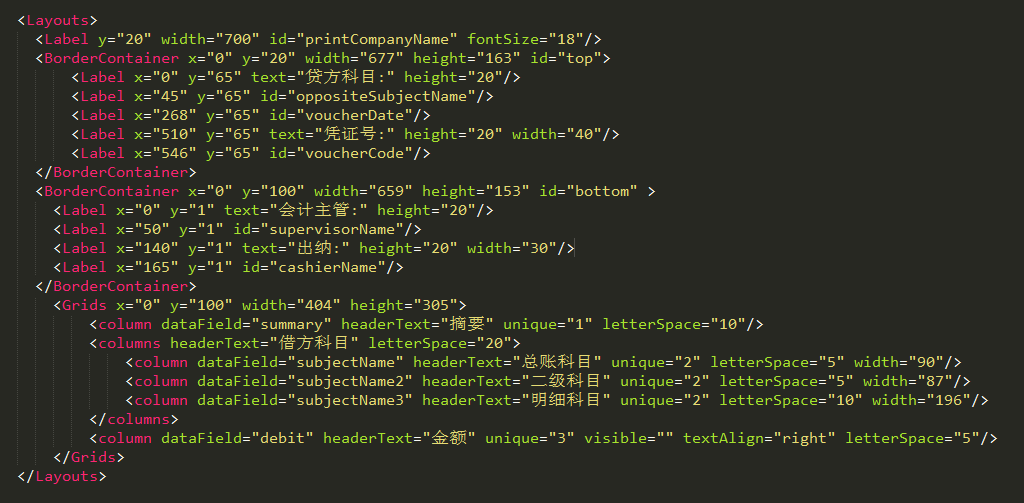 <Layouts>
<Label y="20" width="700" id="printCompanyName" fontSize="18"/>
<BorderContainer x="0" y="20" width="677" height="163" id="top">
<Label x="0" y="65" text="贷方科目:" height="20"/>
<Label x="45" y="65" id="oppositeSubjectName"/>
<Label x="268" y="65" id="voucherDate"/>
<Label x="510" y="65" text="凭证号:" height="20" width="40"/>
<Label x="546" y="65" id="voucherCode"/>
</BorderContainer>
<BorderContainer x="0" y="100" width="659" height="153" id="bottom" >
<Label x="0" y="1" text="会计主管:" height="20"/>
<Label x="50" y="1" id="supervisorName"/>
<Label x="140" y="1" text="出纳:" height="20" width="30"/>
<Label x="165" y="1" id="cashierName"/>
</BorderContainer>
<Grids x="0" y="100" width="404" height="305">
<column dataField="summary" headerText="摘要" unique="1" letterSpace="10"/>
<columns headerText="借方科目" letterSpace="20">
<column dataField="subjectName" headerText="总账科目" unique="2" letterSpace="5" width="90"/>
<column dataField="subjectName2" headerText="二级科目" unique="2" letterSpace="5" width="87"/>
<column dataField="subjectName3" headerText="明细科目" unique="2" letterSpace="10" width="196"/>
</columns>
<column dataField="debit" headerText="金额" unique="3" visible="" textAlign="right" letterSpace="5"/>
</Grids>
</Layouts>